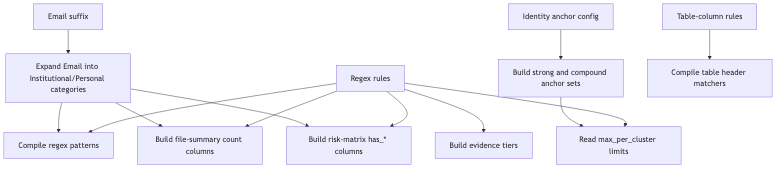 Email suffix
Identity anchor config
Table-column rules
Expand Email into
Institutional/Personal
categories
Regex rules
Build strong and compound
anchor sets
Compile table header
matchers
Compile regex patterns
Build file-summary count
columns
Build risk-matrix has_*
columns
Build evidence tiers
Read max_per_cluster
limits